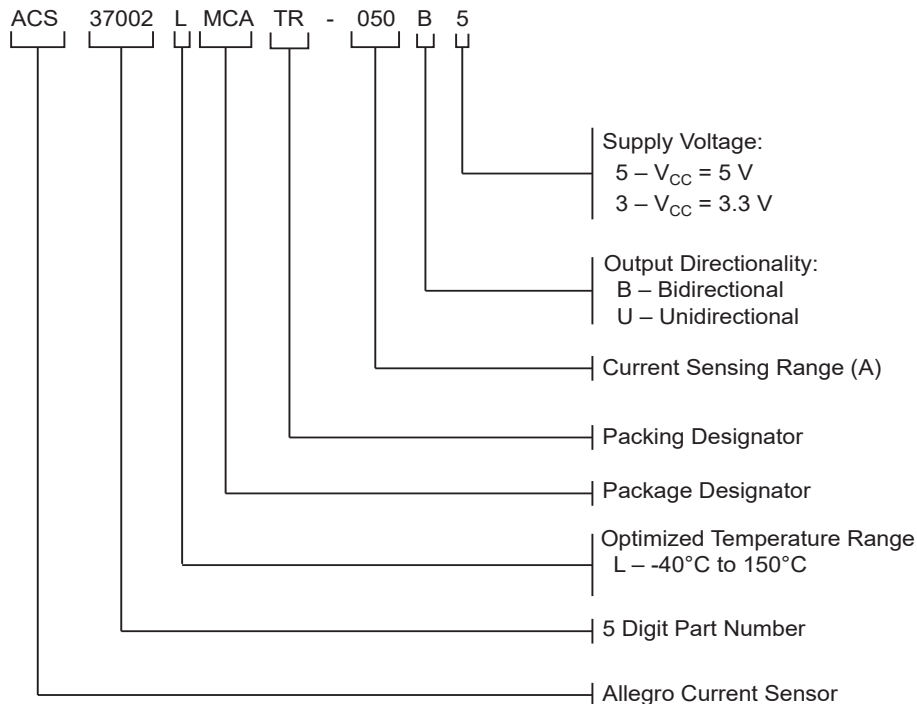 ACS 37002 L MCA TR - 050 B 5
Supply Voltage:
5 – VCC = 5 V
3 – VCC = 3.3 V
Output Directionality:
B – Bidirectional
U – Unidirectional
Current Sensing Range (A)
Packing Designator
Package Designator
Optimized Temperature Range
L – -40°C to 150°C
5 Digit Part Number
Allegro Current Sensor